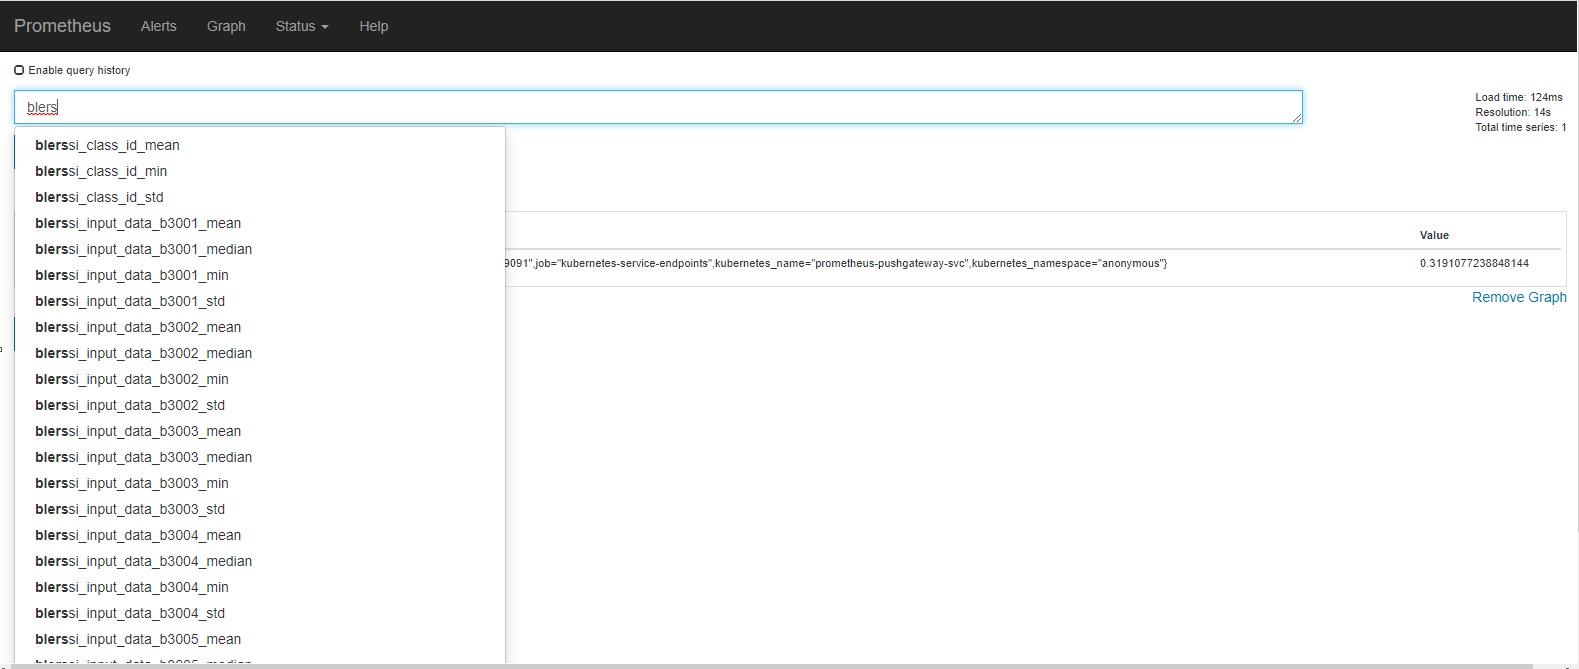 Prometheus Alerts Graph Status Help
Enable query history
blers
Load time: 124ms
Resolution: 14s
Total time series: 1
blerssi_class_id_mean
blerssi_class_id_min
blerssi_class_id_std
blerssi_input_data_b3001_mean
blerssi_input_data_b3001_median
blerssi_input_data_b3001_min
blerssi_input_data_b3001_std
blerssi_input_data_b3002_mean
blerssi_input_data_b3002_median
blerssi_input_data_b3002_min
blerssi_input_data_b3002_std
blerssi_input_data_b3003_mean
blerssi_input_data_b3003_median
blerssi_input_data_b3003_min
blerssi_input_data_b3003_std
blerssi_input_data_b3004_mean
blerssi_input_data_b3004_median
blerssi_input_data_b3004_min
blerssi_input_data_b3004_std
blerssi_input_data_b3005_mean
Value
9091",job="kubernetes-service-endpoints",kubernetes_name="prometheus-pushgateway-svc",kubernetes_namespace="anonymous"} 0.3191077238848144
Remove Graph